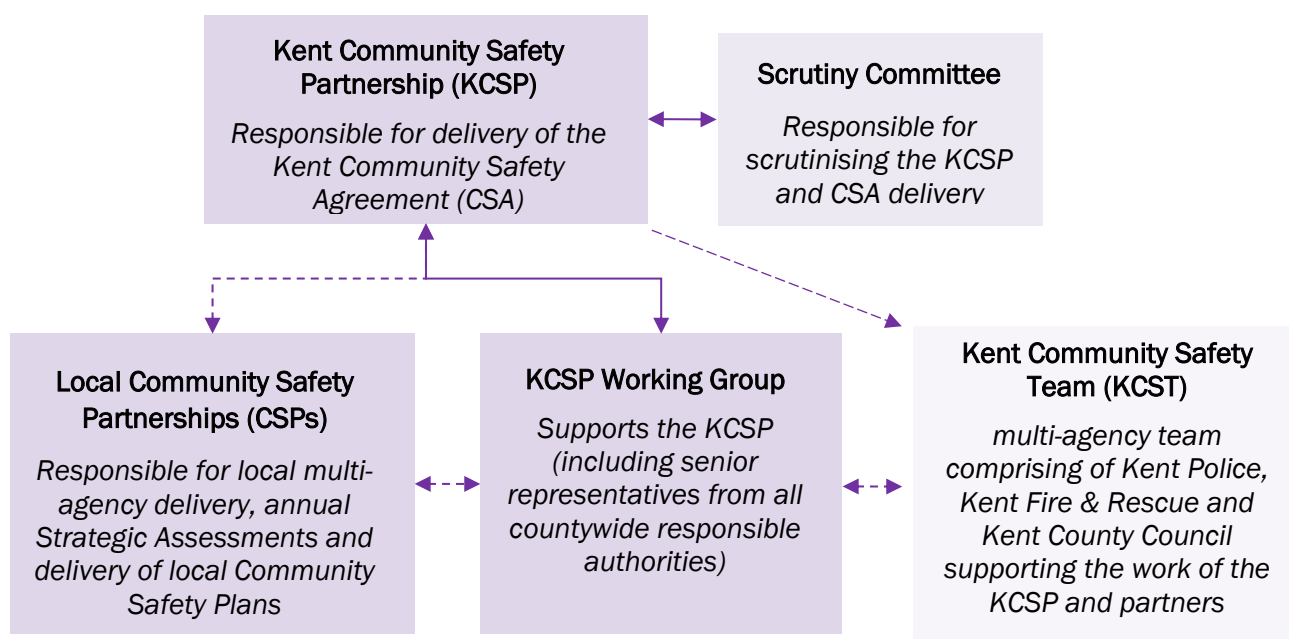 Kent Community Safety
Partnership (KCSP)
Responsible for delivery of the
Kent Community Safety
Agreement (CSA)
Scrutiny Committee
Responsible for
scrutinising the KCSP
and CSA delivery
Local Community Safety
Partnerships (CSPs)
Responsible for local multi-
agency delivery, annual
Strategic Assessments and
delivery of local Community
Safety Plans
KCSP Working Group
Supports the KCSP
(including senior
representatives from all
countywide responsible
authorities)
Kent Community Safety
Team (KCST)
multi-agency team
comprising of Kent Police,
Kent Fire & Rescue and
Kent County Council
supporting the work of the
KCSP and partners